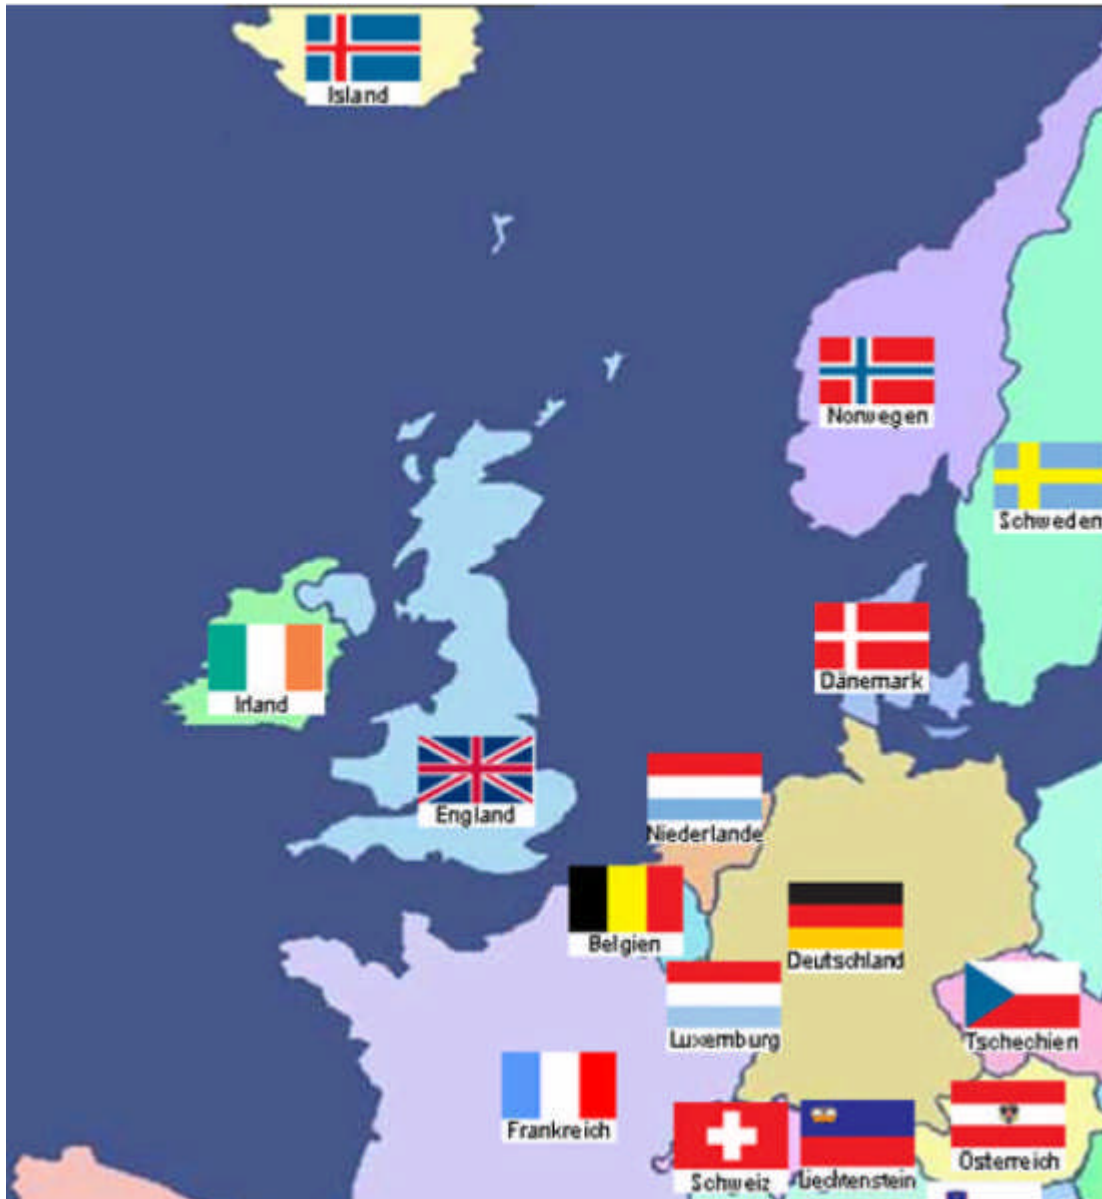 Island
Norwegen
Schweden
Dänemark
Irland
England
Niederlande
Belgien
Deutschland
Luxemburg
Tschechien
Frankreich
Schweiz
Liechtenstein
Österreich